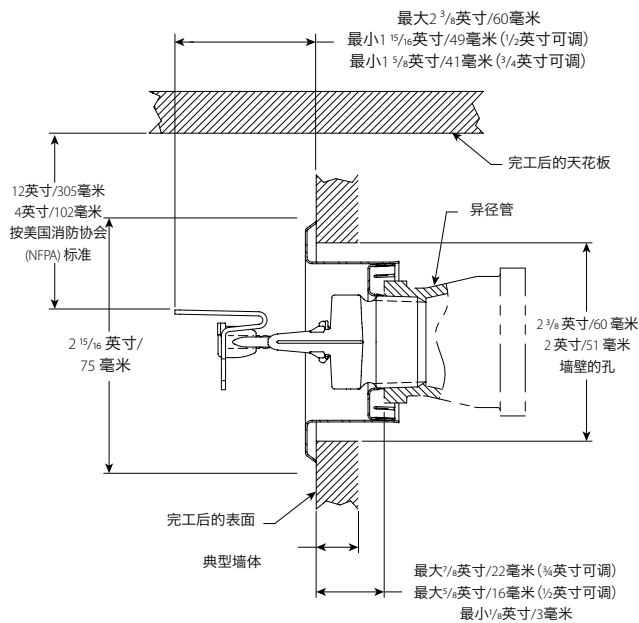 最大2 3/8英寸/60毫米
最小1 15/16英寸/49毫米 (1/2英寸可调)
最小1 5/8英寸/41毫米 (3/4英寸可调)
完工后的天花板
12英寸/305毫米
4英寸/102毫米
按美国消防协会
(NFPA) 标准
异径管
2 15/16 英寸/
75 毫米
2 3/8 英寸/60 毫米
2 英寸/51 毫米
墙壁的孔
完工后的表面
典型墙体
最大7/8英寸/22毫米 (¾英寸可调)
最大5/8英寸/16毫米 (½英寸可调)
最小1/8英寸/3毫米